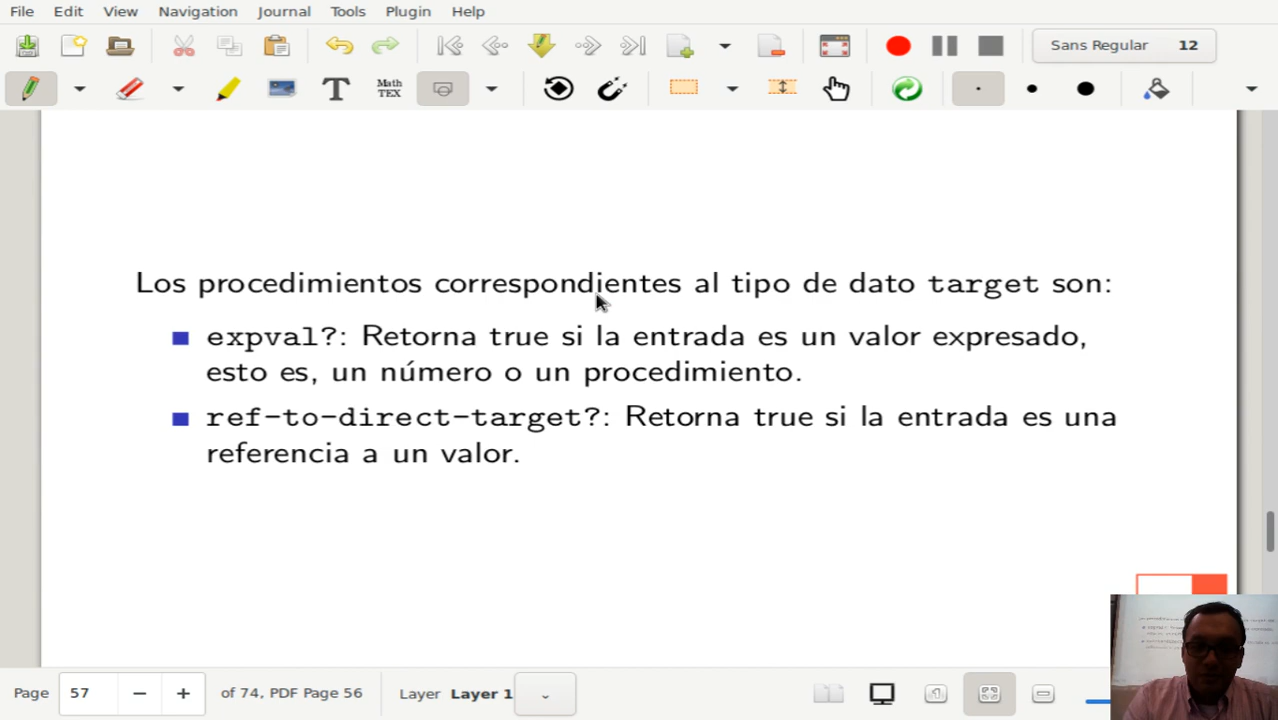 File Edit View Navigation Journal Tools Plugin Help
Sans Regular 12
T Math TEX
Los procedimientos correspondientes al tipo de dato target son:
expval?: Retorna true si la entrada es un valor expresado,
esto es, un número o un procedimiento.
ref-to-direct-target?: Retorna true si la entrada es una
referencia a un valor.
Page 57 of 74, PDF Page 56 Layer Layer 1